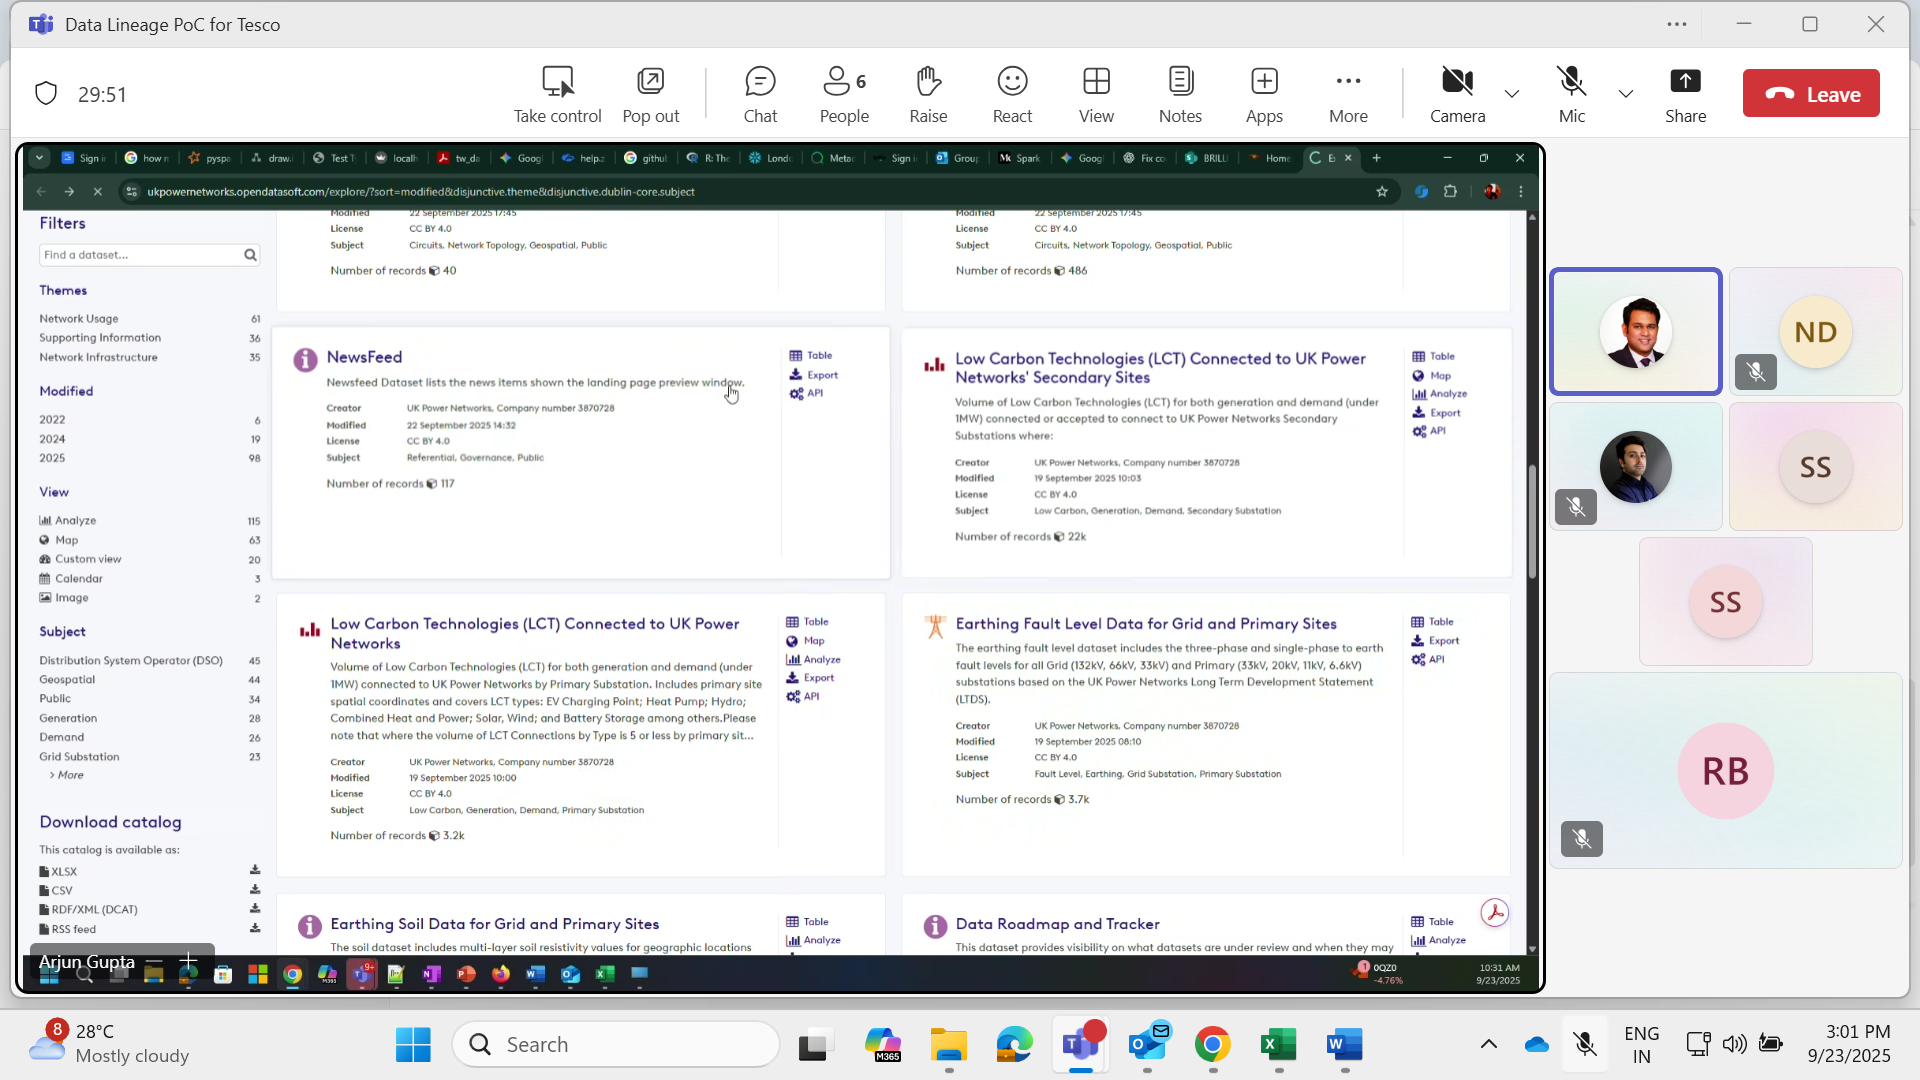 Data Lineage PoC for Tesco
29:51
Take control
Pop out
Chat
People
6
Raise
React
View
Notes
Apps
More
Camera
Mic
Share
Leave
Sign i
how n
pyspa
draw.i
Test T
localh
tw_da
Googl
help.z
githul
R: The
Londo
Metac
Sign i
Group
Spark
Googl
Fix co
BRILLI
Home
ukpowernetworks.opendatasoft.com/explore/?sort=modified&disjunctive.theme&disjunctive.dublin-core.subject
Filters
Find a dataset...
Themes
Network Usage 61
Supporting Information 36
Network Infrastructure 35
Modified
2022 6
2024 19
2025 98
View
Analyze 115
Map 63
Custom view 20
Calendar 3
Image 2
Subject
Distribution System Operator (DSO) 45
Geospatial 44
Public 34
Generation 28
Demand 26
Grid Substation 23
> More
Download catalog
This catalog is available as:
XLSX
CSV
RDF/XML (DCAT)
RSS feed
Modified 22 September 2025 17:45
License CC BY 4.0
Subject Circuits, Network Topology, Geospatial, Public
Number of records 40
Modified 22 September 2025 17:45
License CC BY 4.0
Subject Circuits, Network Topology, Geospatial, Public
Number of records 486
NewsFeed
Newsfeed Dataset lists the news items shown the landing page preview window.
Creator UK Power Networks, Company number 3870728
Modified 22 September 2025 14:32
License CC BY 4.0
Subject Referential, Governance, Public
Number of records 117
Table
Export
API
Low Carbon Technologies (LCT) Connected to UK Power
Networks' Secondary Sites
Volume of Low Carbon Technologies (LCT) for both generation and demand (under
1MW) connected or accepted to connect to UK Power Networks Secondary
Substations where:
Creator UK Power Networks, Company number 3870728
Modified 19 September 2025 10:03
License CC BY 4.0
Subject Low Carbon, Generation, Demand, Secondary Substation
Number of records 22k
Table
Map
Analyze
Export
API
Low Carbon Technologies (LCT) Connected to UK Power
Networks
Volume of Low Carbon Technologies (LCT) for both generation and demand (under
1MW) connected to UK Power Networks by Primary Substation. Includes primary site
spatial coordinates and covers LCT types: EV Charging Point; Heat Pump; Hydro;
Combined Heat and Power; Solar, Wind; and Battery Storage among others.Please
note that where the volume of LCT Connections by Type is 5 or less by primary sit...
Creator UK Power Networks, Company number 3870728
Modified 19 September 2025 10:00
License CC BY 4.0
Subject Low Carbon, Generation, Demand, Primary Substation
Number of records 3.2k
Table
Map
Analyze
Export
API
Earthing Fault Level Data for Grid and Primary Sites
The earthing fault level dataset includes the three-phase and single-phase to earth
fault levels for all Grid (132kV, 66kV, 33kV) and Primary (33kV, 20kV, 11kV, 6.6kV)
substations based on the UK Power Networks Long Term Development Statement
(LTDS).
Creator UK Power Networks, Company number 3870728
Modified 19 September 2025 08:10
License CC BY 4.0
Subject Fault Level, Earthing, Grid Substation, Primary Substation
Number of records 3.7k
Table
Export
API
Earthing Soil Data for Grid and Primary Sites
The soil dataset includes multi-layer soil resistivity values for geographic locations
Table
Analyze
Data Roadmap and Tracker
This dataset provides visibility on what datasets are under review and when they may
Table
Analyze
Arjun Gupta
9+
1
0QZ0
-4.76%
10:31 AM
9/23/2025
ND
SS
SS
RB
8
28°C
Mostly cloudy
Search
M365
ENG
IN
3:01 PM
9/23/2025